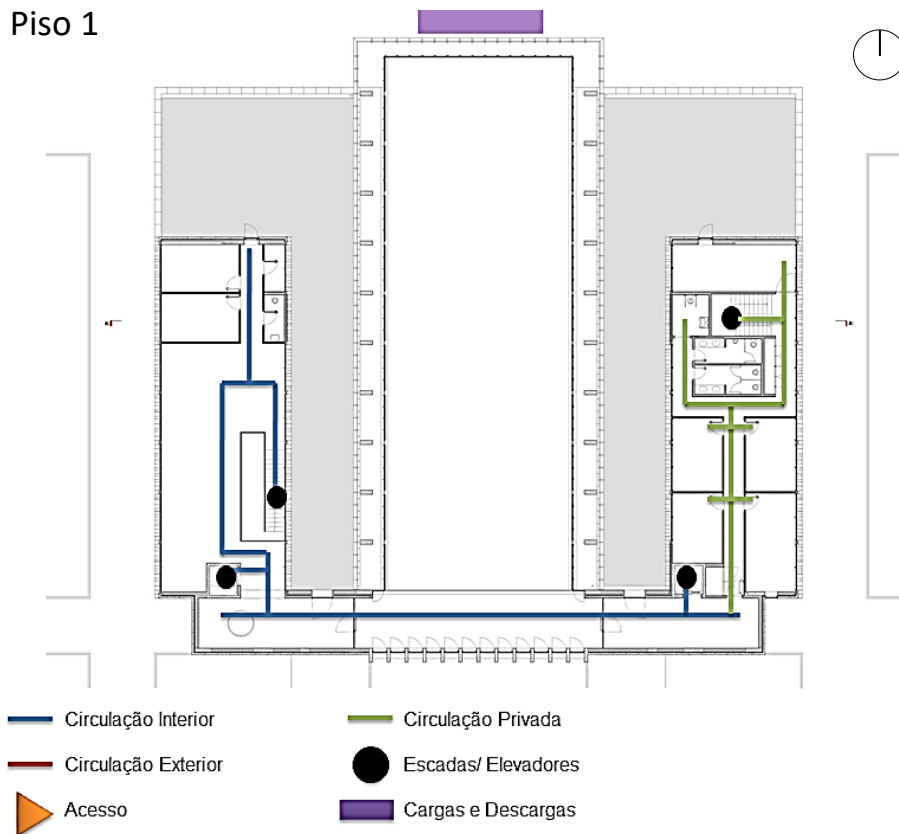 Piso 1
Circulação Interior
Circulação Privada
Circulação Exterior
Escadas/ Elevadores
Acesso
Cargas e Descargas